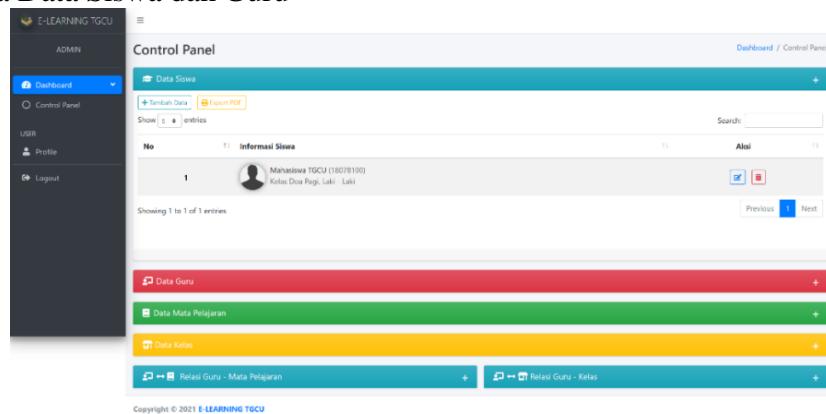 a Data Siswa dan Guru
E-LEARNING TGCU
ADMIN
Control Panel
Dashboard / Control Pane
Dashboard
Control Panel
USER
Profile
Logout
Data Siswa +
+ Tambah Data Export PDF
Show 5 entries
Search:
No Informasi Siswa Aksi
1
Mahasiswa TGCU (18078100)
Kelas Doa Pagi, Laki - Laki
Showing 1 to 1 of 1 entries
Previous 1 Next
Data Guru +
Data Mata Pelajaran +
Data Kelas +
Relasi Guru - Mata Pelajaran +
Relasi Guru - Kelas +
Copyright © 2021 E-LEARNING TGCU